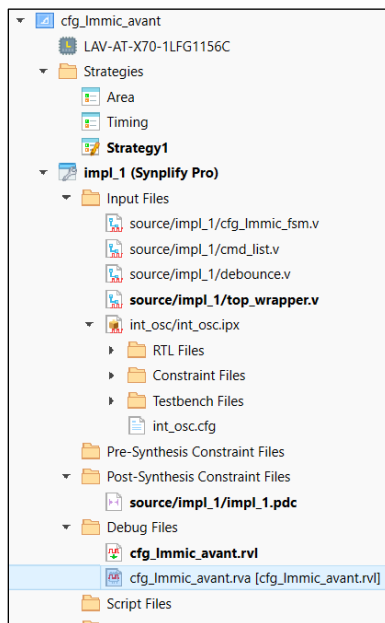 cfg_lmmic_avant
LAV-AT-X70-1LFG1156C
Strategies
Area
Timing
Strategy1
impl_1 (Synplify Pro)
Input Files
source/impl_1/cfg_lmmic_fsm.v
source/impl_1/cmd_list.v
source/impl_1/debounce.v
source/impl_1/top_wrapper.v
int_osc/int_osc.ipx
RTL Files
Constraint Files
Testbench Files
int_osc.cfg
Pre-Synthesis Constraint Files
Post-Synthesis Constraint Files
source/impl_1/impl_1.pdc
Debug Files
cfg_lmmic_avant.rvl
cfg_lmmic_avant.rva [cfg_lmmic_avant.rvl]
Script Files